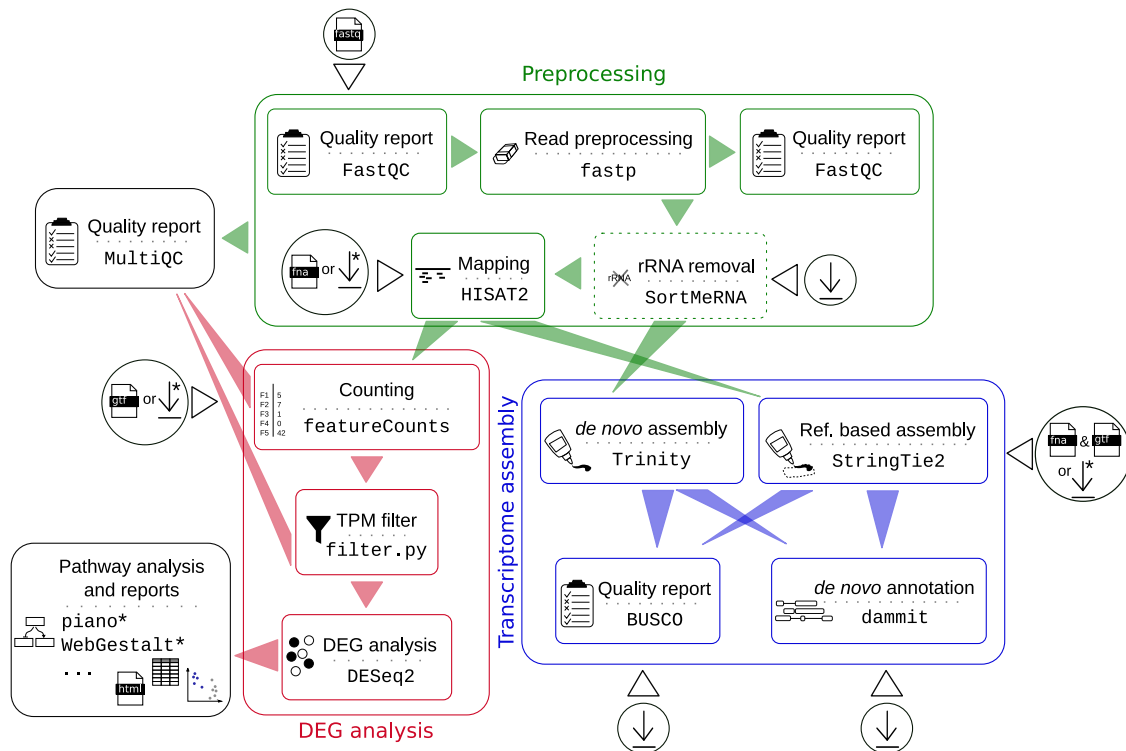 fastq
Preprocessing
Quality report
FastQC
Read preprocessing
fastp
Quality report
FastQC
Quality report
MultiQC
fna or *
Mapping
HISAT2
rRNA
rRNA removal
SortMeRNA
gtf or *
F1 5
F2 7
F3 1
F4 0
F5 42
Counting
featureCounts
TPM filter
filter.py
DEG analysis
DESeq2
DEG analysis
Pathway analysis
and reports
piano*
WebGestalt*
...
html
Transcriptome assembly
de novo assembly
Trinity
Ref. based assembly
StringTie2
fna & gtf
or *
Quality report
BUSCO
de novo annotation
dammit